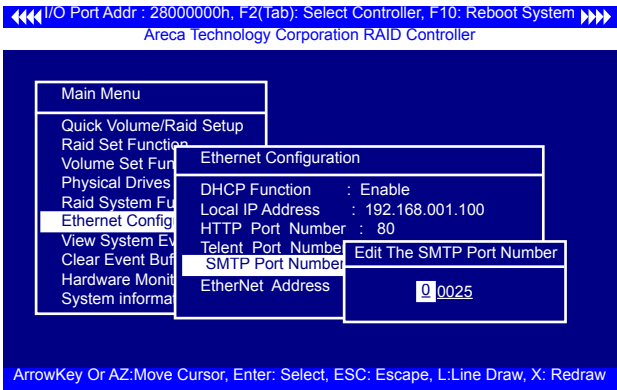 I/O Port Addr : 28000000h, F2(Tab): Select Controller, F10: Reboot System
Areca Technology Corporation RAID Controller
Main Menu
Quick Volume/Raid Setup
Raid Set Function
Volume Set Fun
Physical Drives
Raid System Fu
Ethernet Config
View System Ev
Clear Event Buf
Hardware Monit
System informa
Ethernet Configuration
DHCP Function : Enable
Local IP Address : 192.168.001.100
HTTP Port Number : 80
Telent Port Number
SMTP Port Number
EtherNet Address
Edit The SMTP Port Number
0 0025
ArrowKey Or AZ:Move Cursor, Enter: Select, ESC: Escape, L:Line Draw, X: Redraw